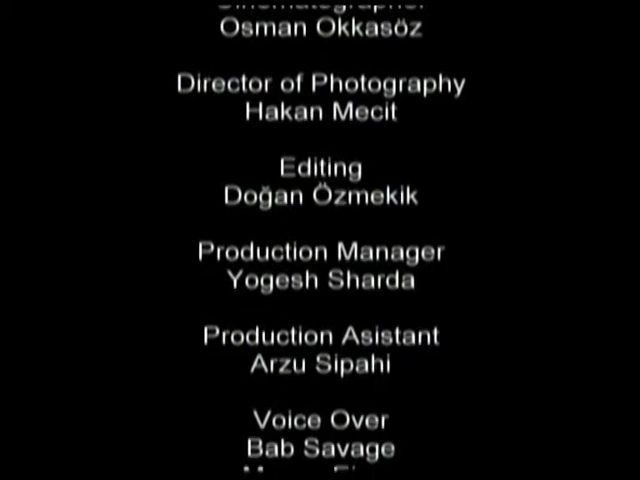 Cinematographer
Osman Okkasöz
Director of Photography
Hakan Mecit
Editing
Doğan Özmekik
Production Manager
Yogesh Sharda
Production Asistant
Arzu Sipahi
Voice Over
Bab Savage